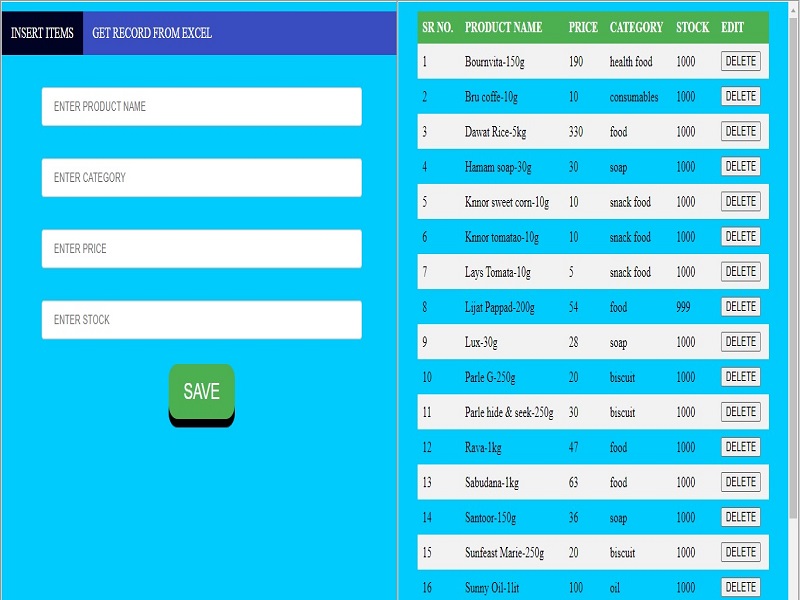 INSERT ITEMS GET RECORD FROM EXCEL
ENTER PRODUCT NAME
ENTER CATEGORY
ENTER PRICE
ENTER STOCK
SAVE
SR NO. PRODUCT NAME PRICE CATEGORY STOCK EDIT
1 Bournvita-150g 190 health food 1000 DELETE
2 Bru coffe-10g 10 consumables 1000 DELETE
3 Dawat Rice-5kg 330 food 1000 DELETE
4 Hamam soap-30g 30 soap 1000 DELETE
5 Knnor sweet corn-10g 10 snack food 1000 DELETE
6 Knnor tomatao-10g 10 snack food 1000 DELETE
7 Lays Tomata-10g 5 snack food 1000 DELETE
8 Lijat Pappad-200g 54 food 999 DELETE
9 Lux-30g 28 soap 1000 DELETE
10 Parle G-250g 20 biscuit 1000 DELETE
11 Parle hide & seek-250g 30 biscuit 1000 DELETE
12 Rava-1kg 47 food 1000 DELETE
13 Sabudana-1kg 63 food 1000 DELETE
14 Santoor-150g 36 soap 1000 DELETE
15 Sunfeast Marie-250g 20 biscuit 1000 DELETE
16 Sunny Oil-1lit 100 oil 1000 DELETE